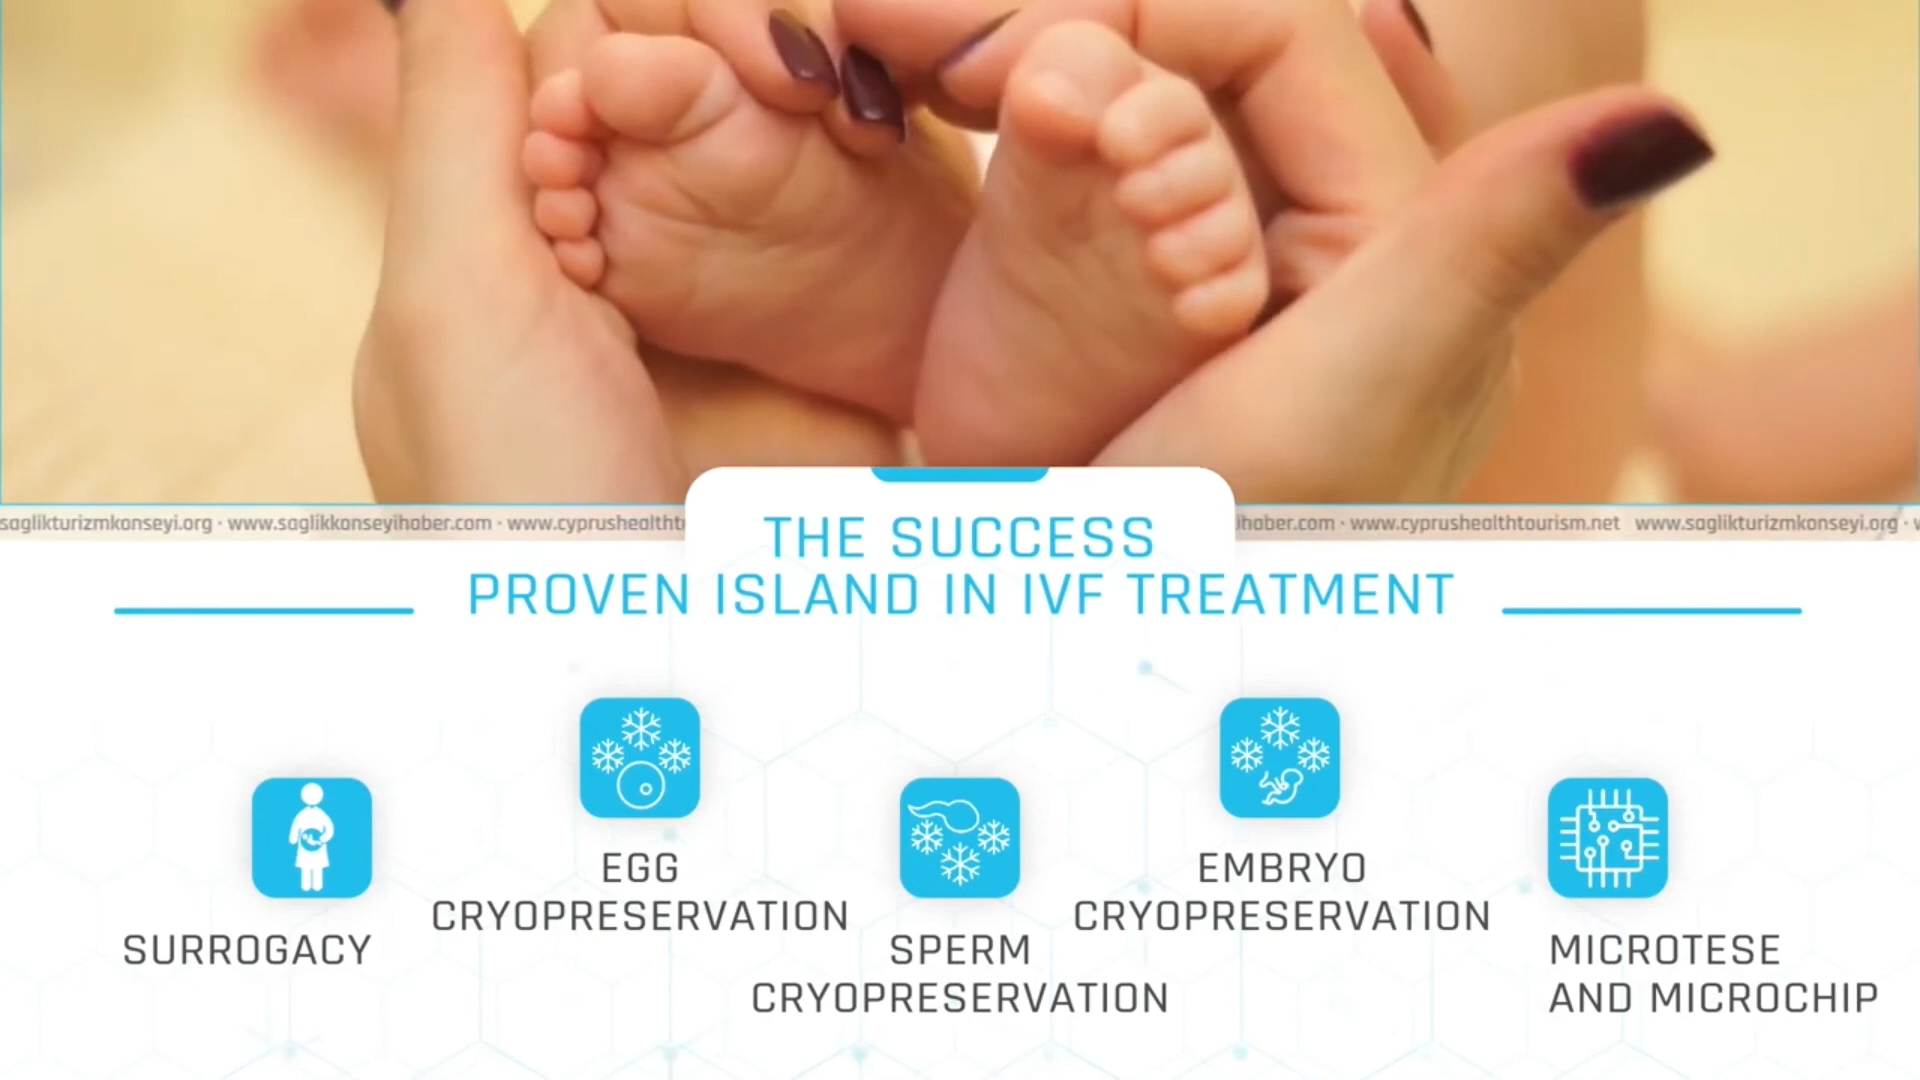 saglikturizmkonseyi.org · www.saglikkonseyihaber.com · www.cyprushealtht
ihaber.com · www.cyprushealthtourism.net www.saglikturizmkonseyi.org ·
THE SUCCESS
PROVEN ISLAND IN IVF TREATMENT
SURROGACY
EGG
CRYOPRESERVATION
SPERM
CRYOPRESERVATION
EMBRYO
CRYOPRESERVATION
MICROTESE
AND MICROCHIP